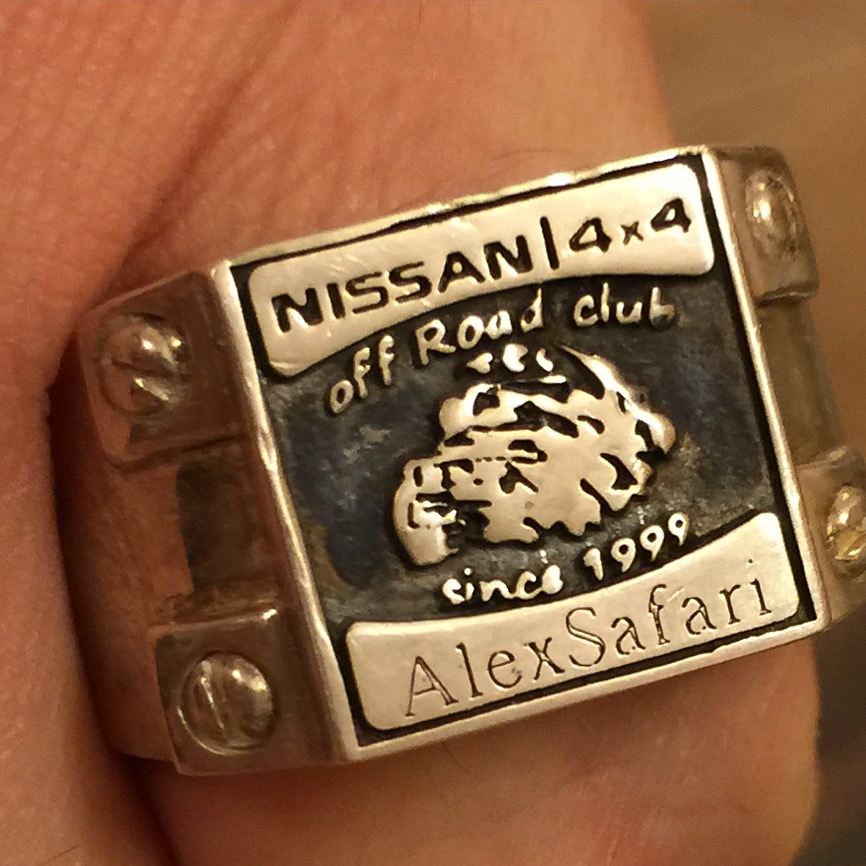 NISSAN|4x4
off Road club
since 1999
AlexSafari